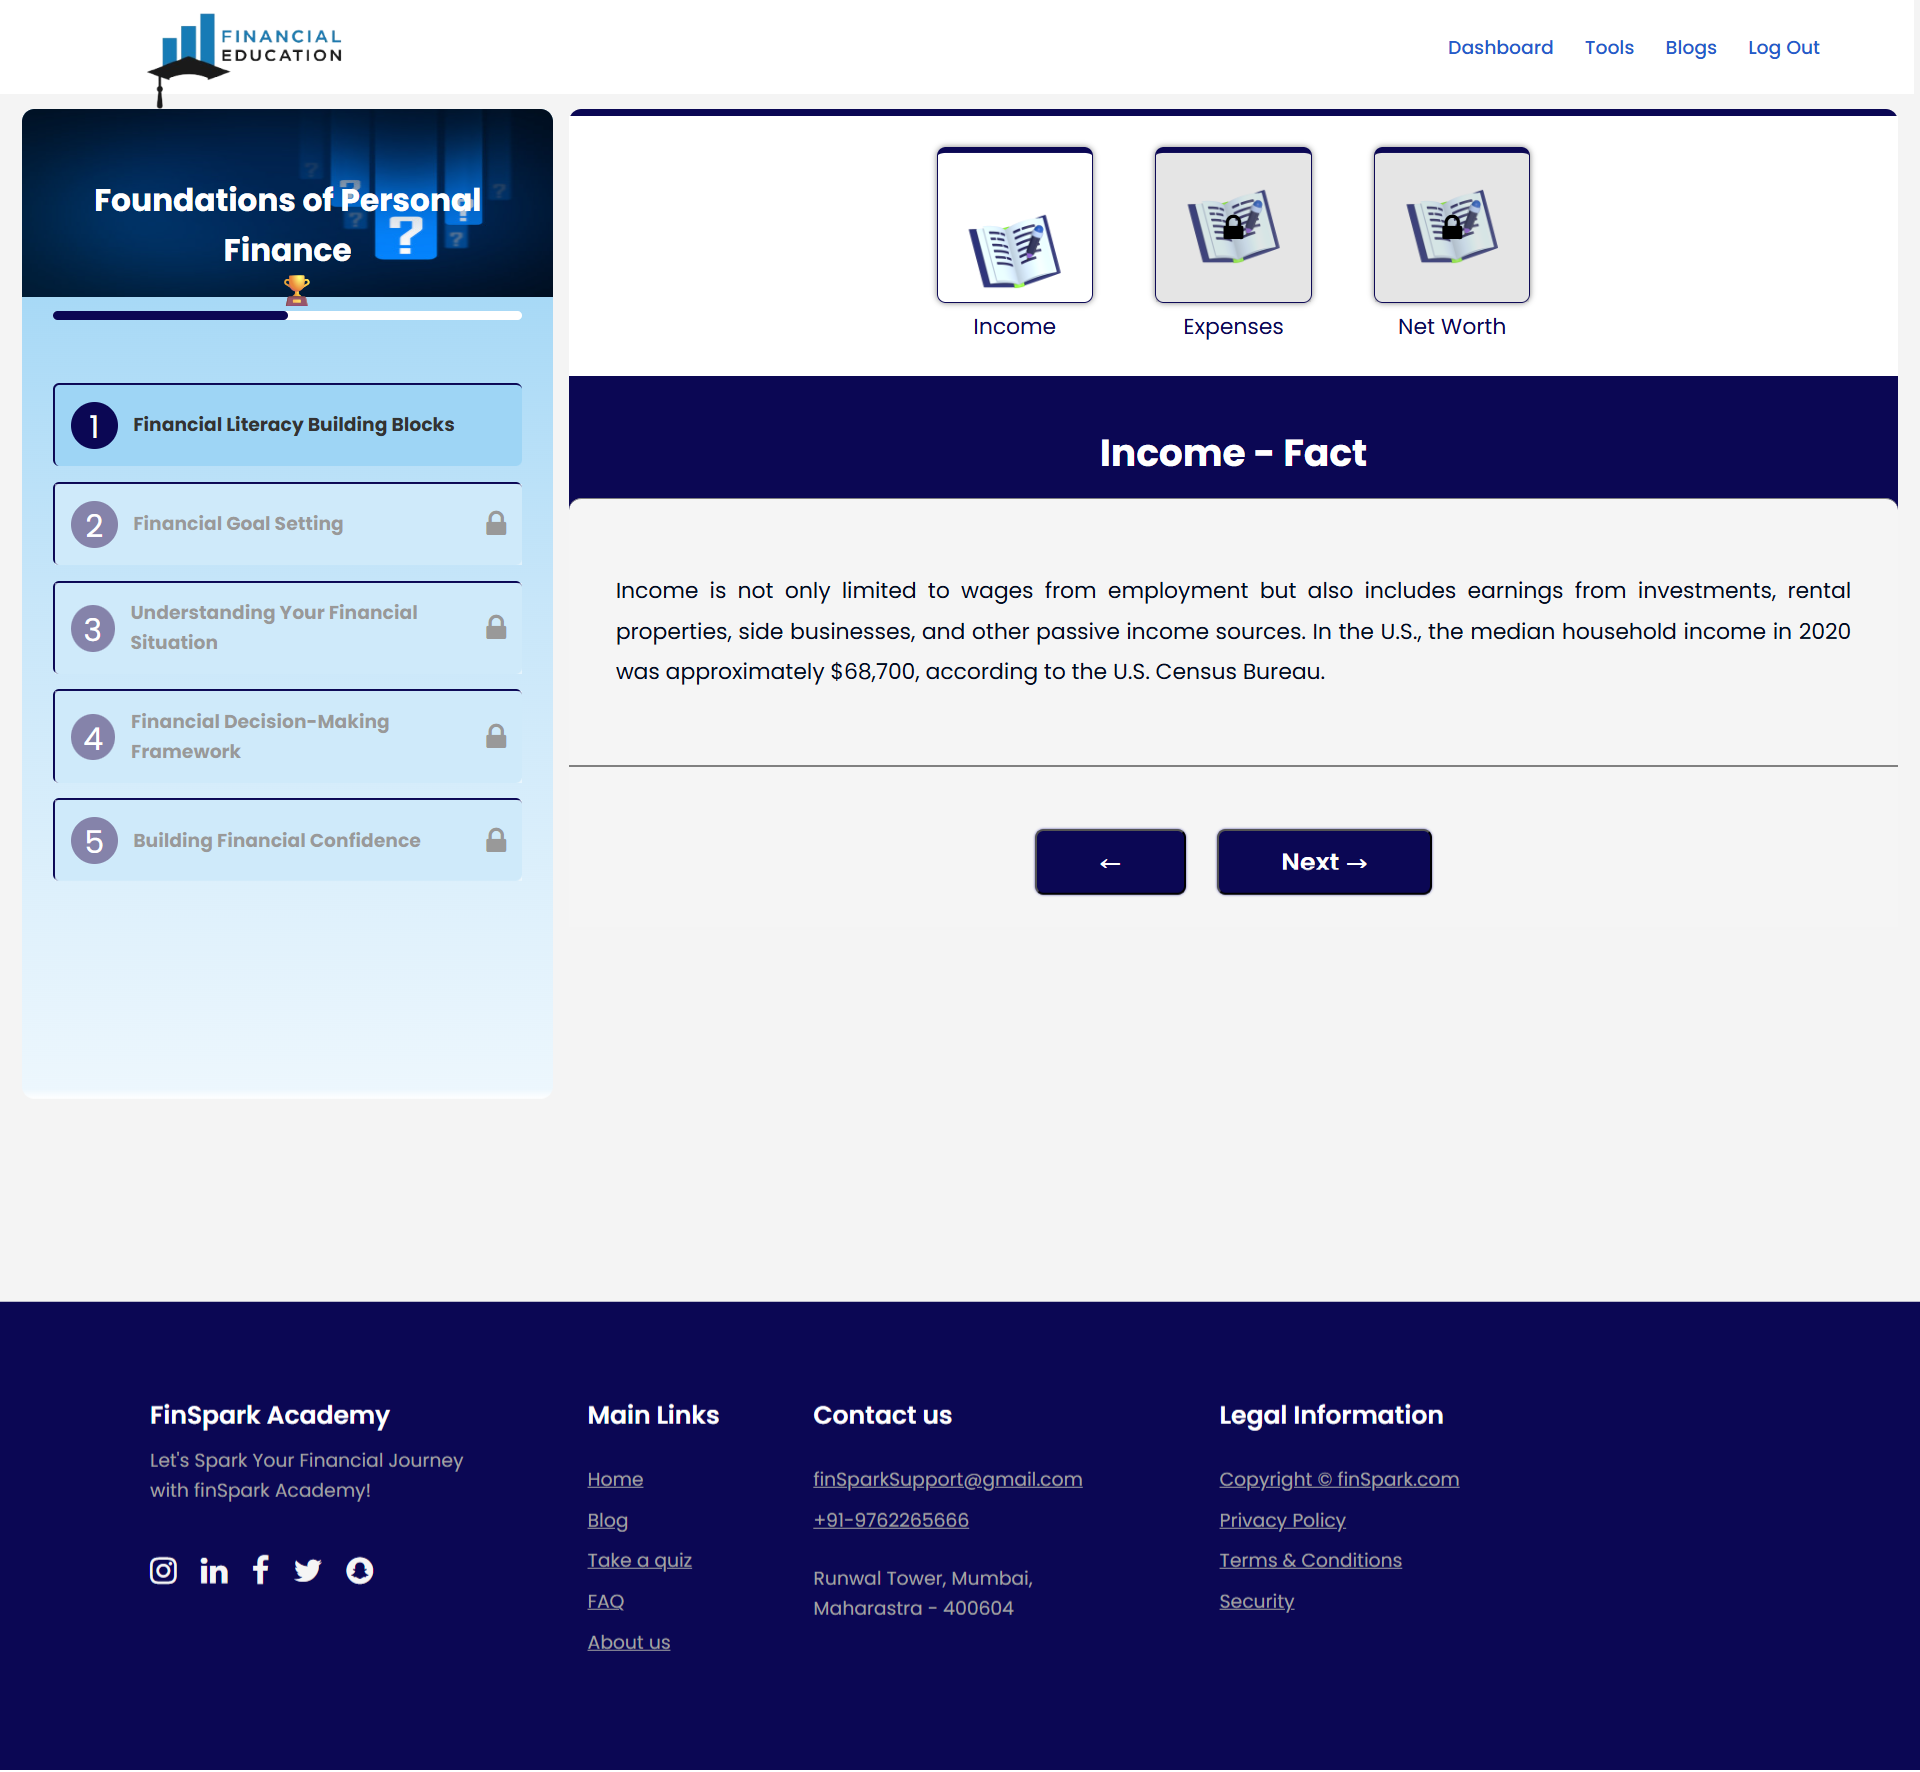 FINANCIAL
EDUCATION
Dashboard
Tools
Blogs
Log Out
Foundations of Personal
Finance
1
Financial Literacy Building Blocks
2
Financial Goal Setting
3
Understanding Your Financial
Situation
4
Financial Decision-Making
Framework
5
Building Financial Confidence
Income
Expenses
Net Worth
Income - Fact
Income is not only limited to wages from employment but also includes earnings from investments, rental
properties, side businesses, and other passive income sources. In the U.S., the median household income in 2020
was approximately $68,700, according to the U.S. Census Bureau.
←
Next →
FinSpark Academy
Let's Spark Your Financial Journey
with finSpark Academy!
Main Links
Home
Blog
Take a quiz
FAQ
About us
Contact us
finSparkSupport@gmail.com
+91-9762265666
Runwal Tower, Mumbai,
Maharastra - 400604
Legal Information
Copyright © finSpark.com
Privacy Policy
Terms & Conditions
Security